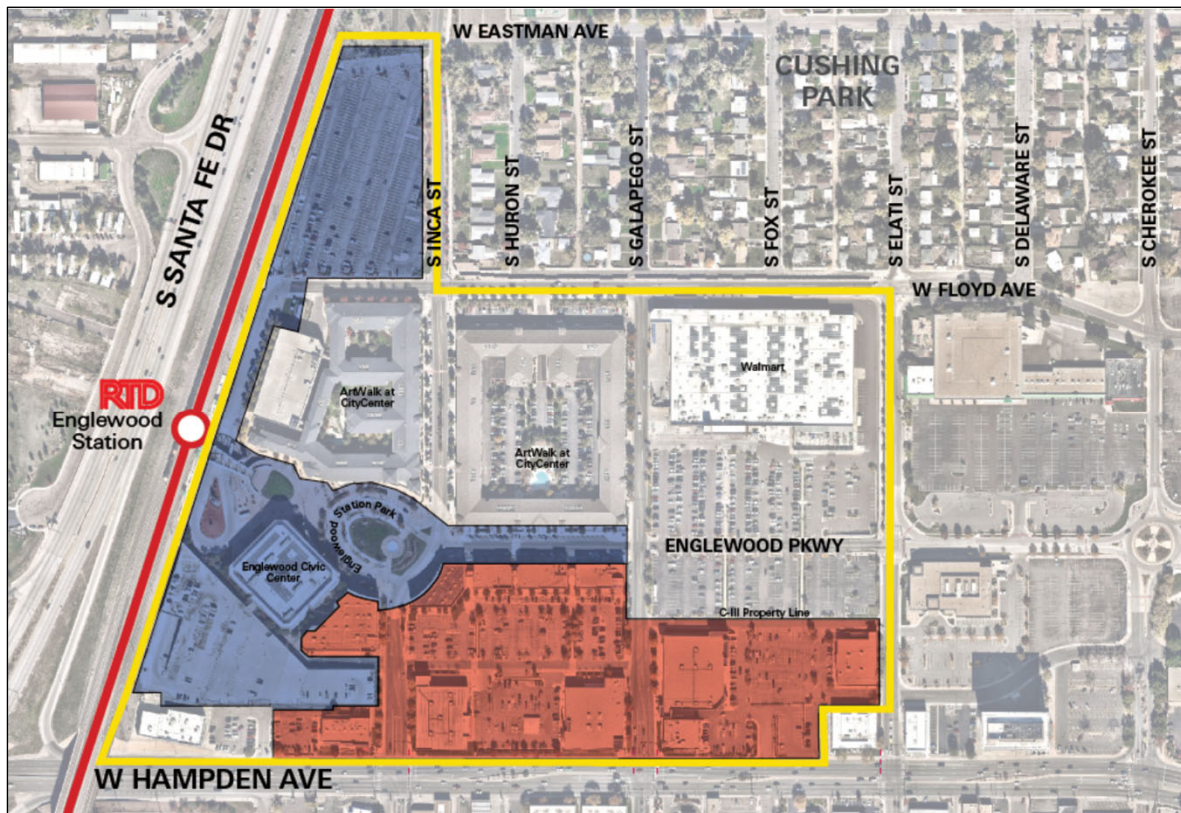 W EASTMAN AVE
CUSHING
PARK
S SANTA FE DR
S INCA ST
S HURON ST
S GALAPEGO ST
S FOX ST
S ELATI ST
S DELAWARE ST
S CHEROKEE ST
W FLOYD AVE
Walmart
RTD
Englewood
Station
ArtWalk at
CityCenter
ArtWalk at
CityCenter
Englewood Station Park
ENGLEWOOD PKWY
Englewood Civic
Center
C-III Property Line
W HAMPDEN AVE